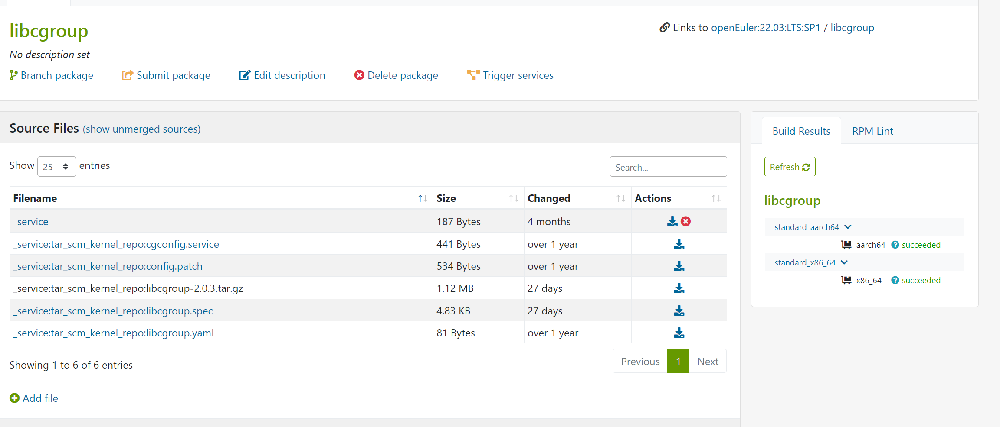 libcgroup
Links to openEuler:22.03:LTS:SP1 / libcgroup
No description set
Branch package Submit package Edit description Delete package Trigger services
Source Files (show unmerged sources)
Show 25 entries
Search...
Filename Size Changed Actions
_service 187 Bytes 4 months
_service:tar_scm_kernel_repo:cgconfig.service 441 Bytes over 1 year
_service:tar_scm_kernel_repo:config.patch 534 Bytes over 1 year
_service:tar_scm_kernel_repo:libcgroup-2.0.3.tar.gz 1.12 MB 27 days
_service:tar_scm_kernel_repo:libcgroup.spec 4.83 KB 27 days
_service:tar_scm_kernel_repo:libcgroup.yaml 81 Bytes over 1 year
Showing 1 to 6 of 6 entries
Previous 1 Next
Add file
Build Results RPM Lint
Refresh
libcgroup
standard_aarch64
aarch64 succeeded
standard_x86_64
x86_64 succeeded